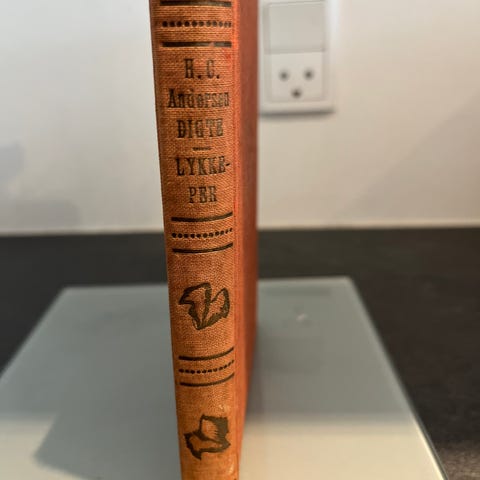 H. C.
Andersen
DIGTE
LYKKE-
PER